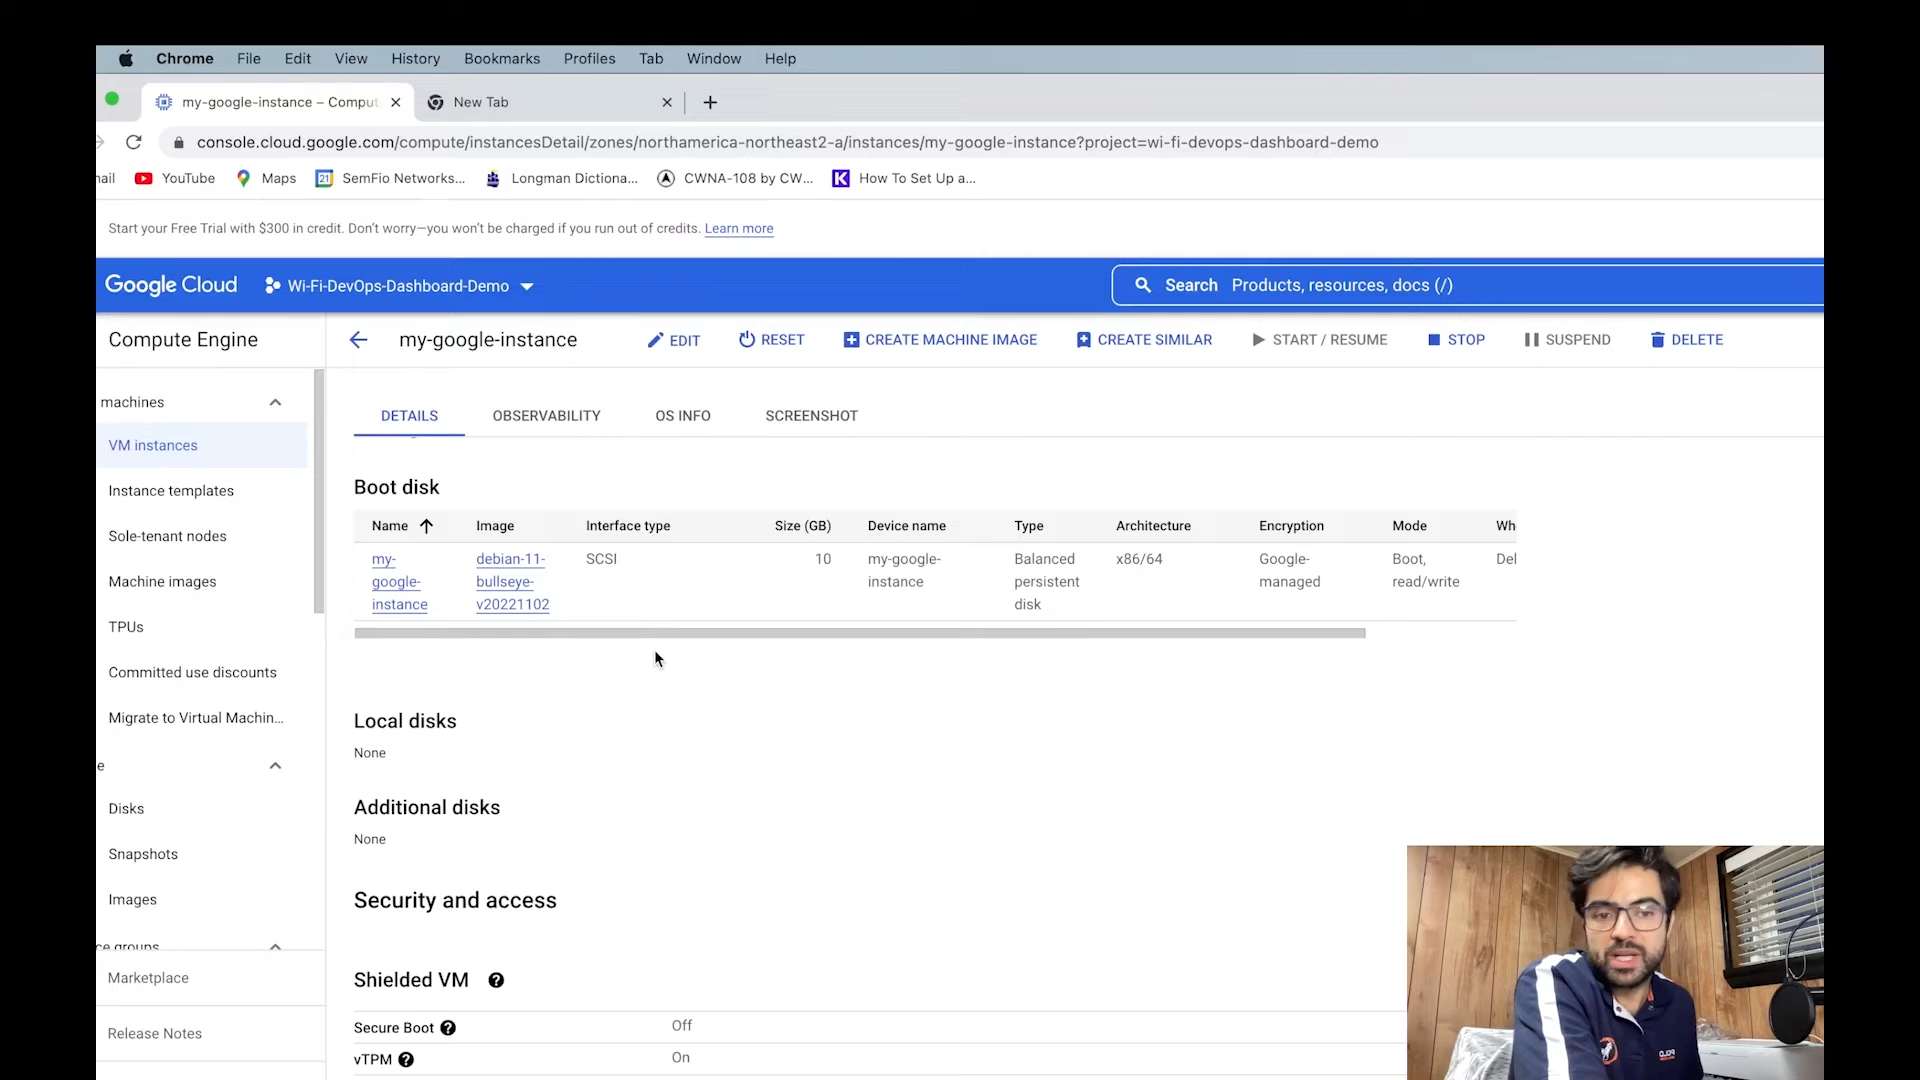 Chrome File Edit View History Bookmarks Profiles Tab Window Help
my-google-instance – Comput New Tab
console.cloud.google.com/compute/instancesDetail/zones/northamerica-northeast2-a/instances/my-google-instance?project=wi-fi-devops-dashboard-demo
ail YouTube Maps 21 SemFio Networks... Longman Dictiona... CWNA-108 by CW... K How To Set Up a...
Start your Free Trial with $300 in credit. Don't worry—you won't be charged if you run out of credits. Learn more
Google Cloud Wi-Fi-DevOps-Dashboard-Demo Search Products, resources, docs (/)
Compute Engine my-google-instance EDIT RESET CREATE MACHINE IMAGE CREATE SIMILAR START / RESUME STOP SUSPEND DELETE
machines
VM instances
Instance templates
Sole-tenant nodes
Machine images
TPUs
Committed use discounts
Migrate to Virtual Machin...
e
Disks
Snapshots
Images
ce groups
Marketplace
Release Notes
DETAILS OBSERVABILITY OS INFO SCREENSHOT
Boot disk
Name Image Interface type Size (GB) Device name Type Architecture Encryption Mode Wh
my- debian-11- SCSI 10 my-google- Balanced x86/64 Google- Boot, Del
google- bullseye- instance persistent managed read/write
instance v20221102 disk
Local disks
None
Additional disks
None
Security and access
Shielded VM
Secure Boot Off
vTPM On
POLO